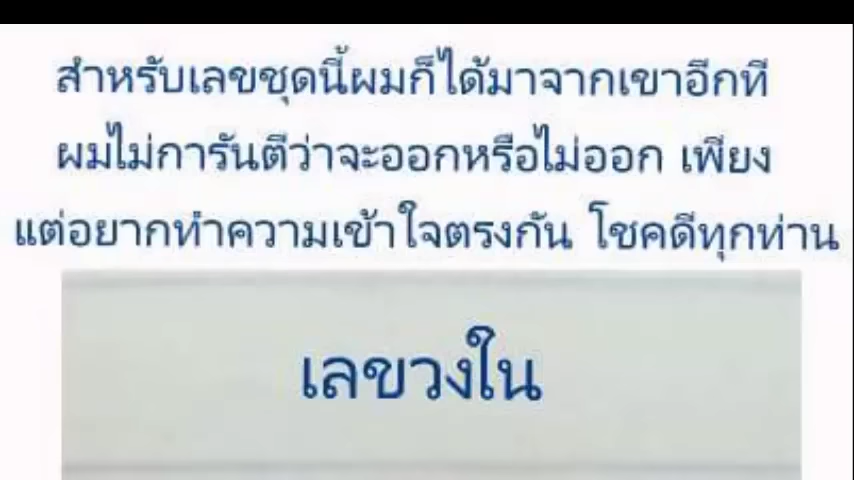 สำหรับเลขชุดนี้ผมก็ได้มาจากเขาอีกที
ผมไม่การันตีว่าจะออกหรือไม่ออก เพียง
แต่อยากทำความเข้าใจตรงกัน โชคดีทุกท่าน
เลขวงใน